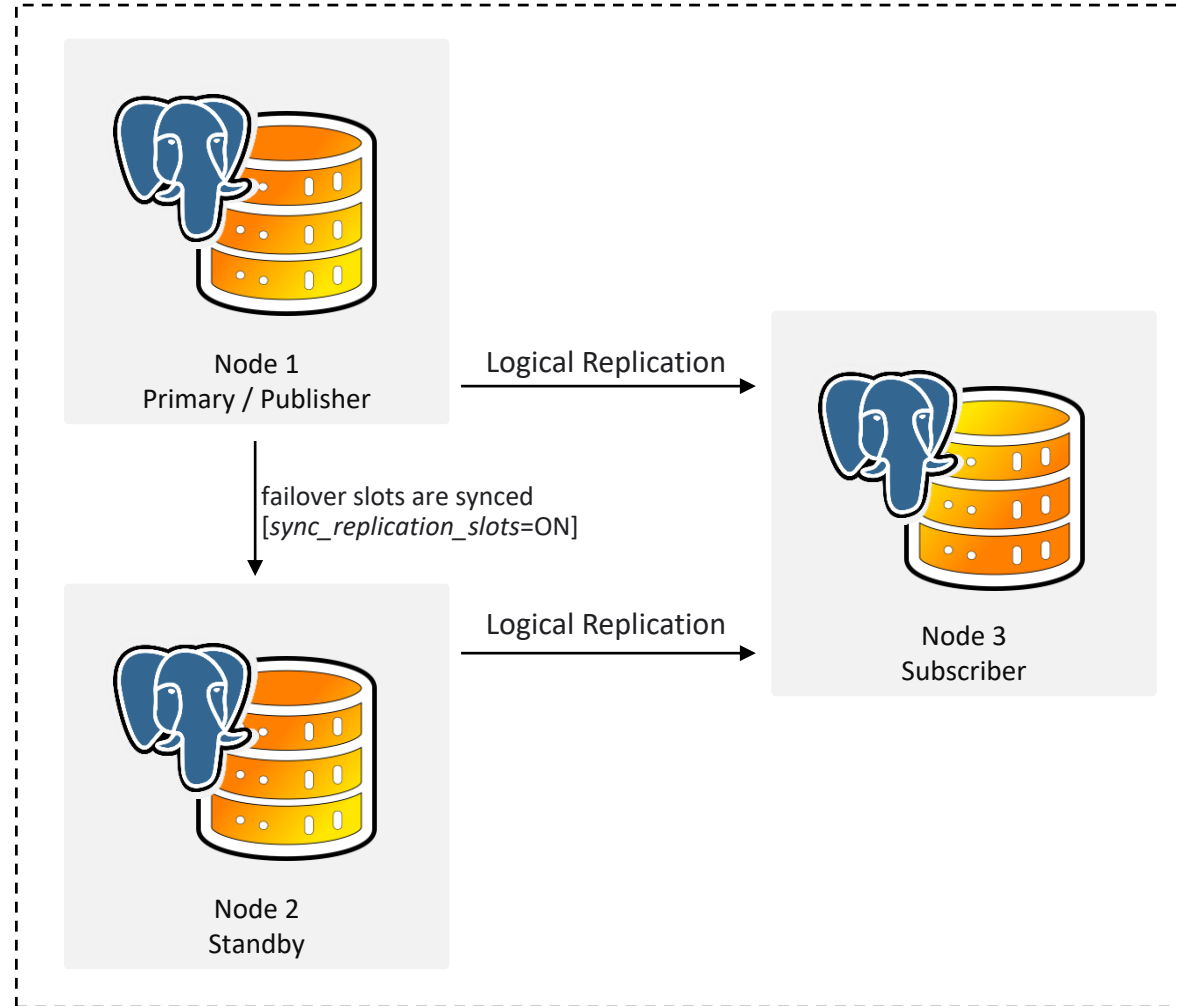 Node 1
Primary / Publisher
Logical Replication
failover slots are synced
[sync_replication_slots=ON]
Logical Replication
Node 3
Subscriber
Node 2
Standby